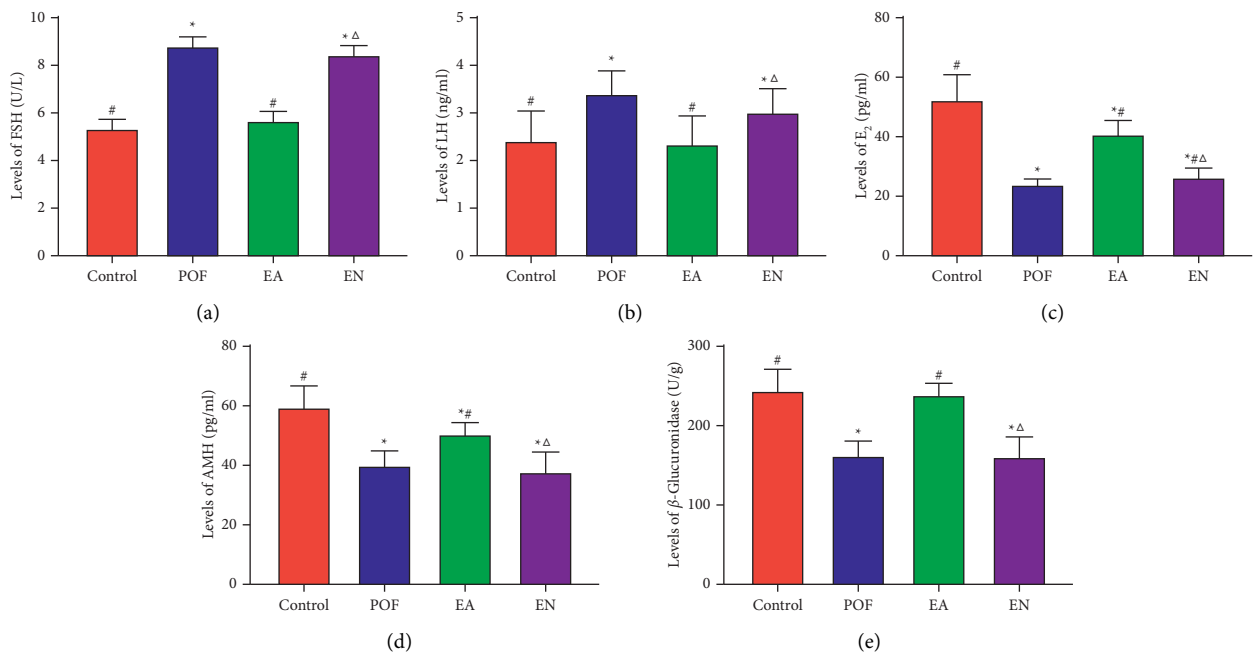 Levels of FSH (U/L)
10
8
6
4
2
0
#
*
#
* Δ
Control POF EA EN
(a)
Levels of LH (ng/ml)
5
4
3
2
1
0
#
*
#
* Δ
Control POF EA EN
(b)
Levels of E₂ (pg/ml)
80
60
40
20
0
#
*
*#
*#Δ
Control POF EA EN
(c)
Levels of AMH (pg/ml)
80
60
40
20
0
#
*
*#
*Δ
Control POF EA EN
(d)
Levels of β-Glucuronidase (U/g)
300
200
100
0
#
*
#
*Δ
Control POF EA EN
(e)